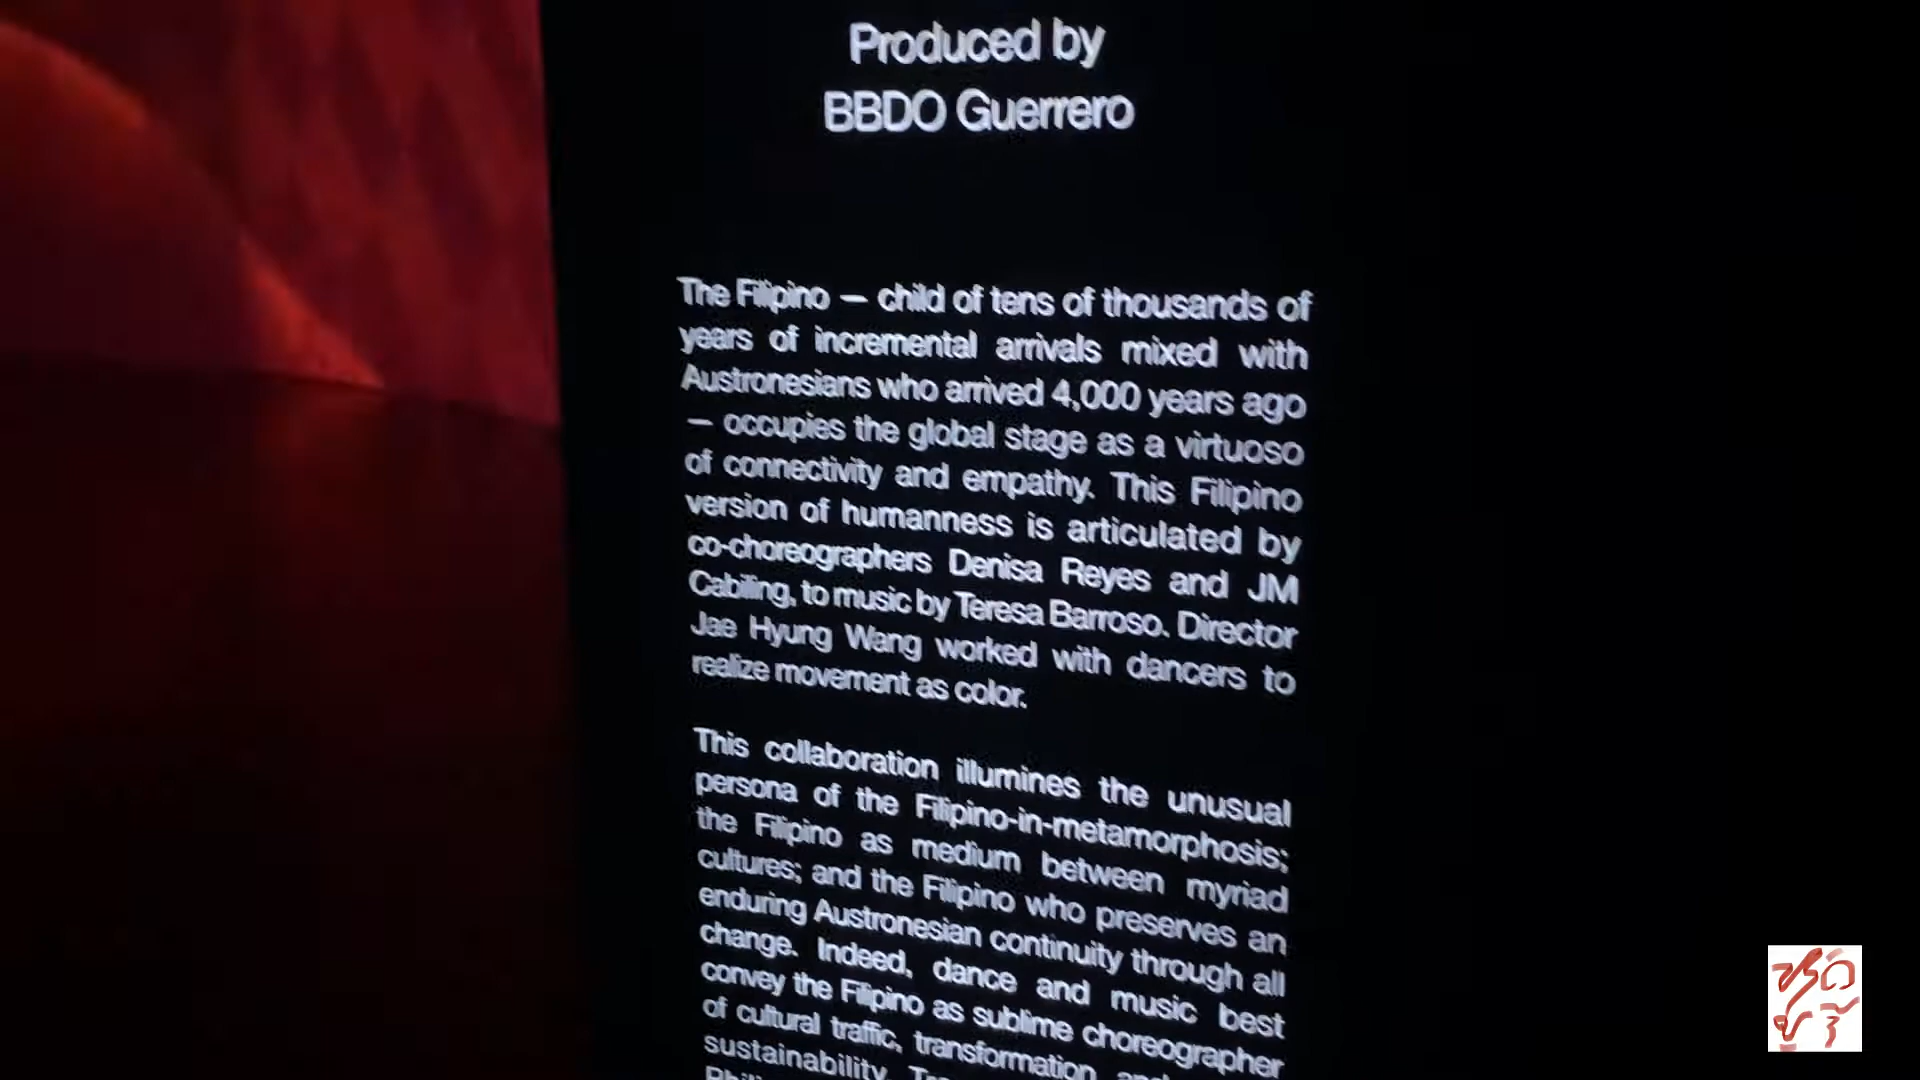 Produced by
BBDO Guerrero
The Filipino — child of tens of thousands of
years of incremental arrivals mixed with
Austronesians who arrived 4,000 years ago
— occupies the global stage as a virtuoso
of connectivity and empathy. This Filipino
version of humanness is articulated by
co-choreographers Denisa Reyes and JM
Cabiling, to music by Teresa Barroso. Director
Jae Hyung Wang worked with dancers to
realize movement as color.
This collaboration illumines the unusual
persona of the Filipino-in-metamorphosis;
the Filipino as medium between myriad
cultures; and the Filipino who preserves an
enduring Austronesian continuity through all
change. Indeed, dance and music best
convey the Filipino as sublime choreographer
of cultural traffic, transformation and
sustainability.